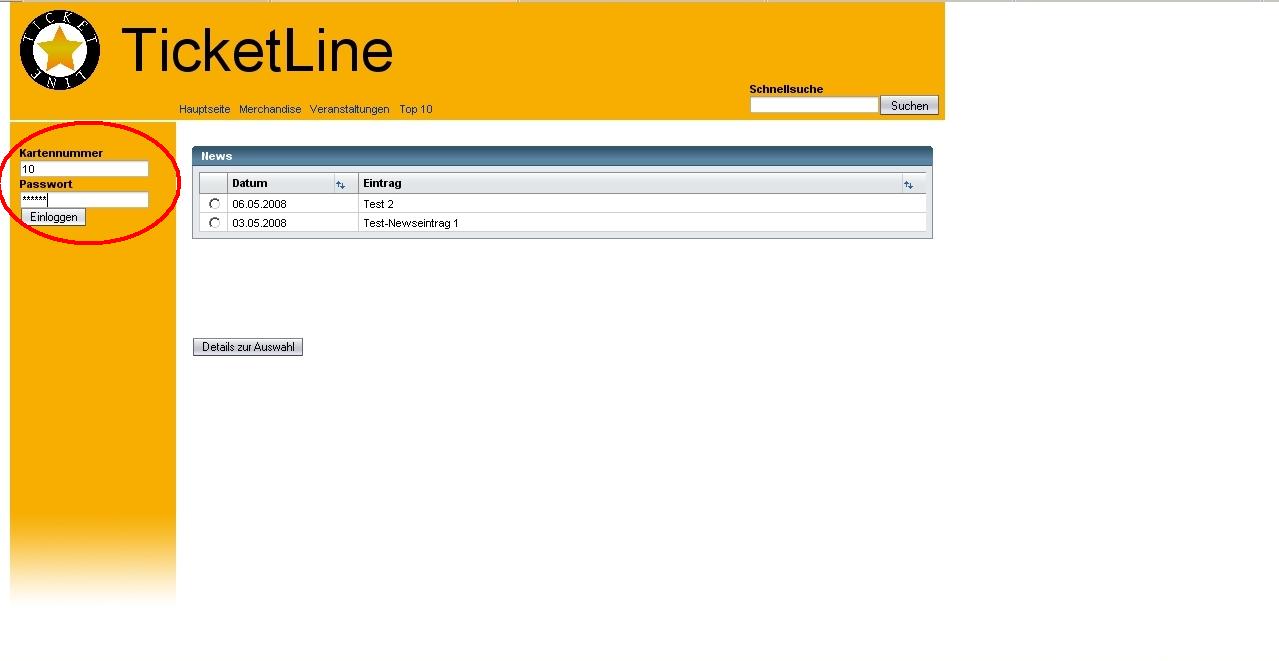 TICKET LINE
TicketLine
Schnellsuche
Suchen
Hauptseite Merchandise Veranstaltungen Top 10
Kartennummer
10
Passwort
******
Einloggen
News
Datum Eintrag
06.05.2008 Test 2
03.05.2008 Test-Newseintrag 1
Details zur Auswahl